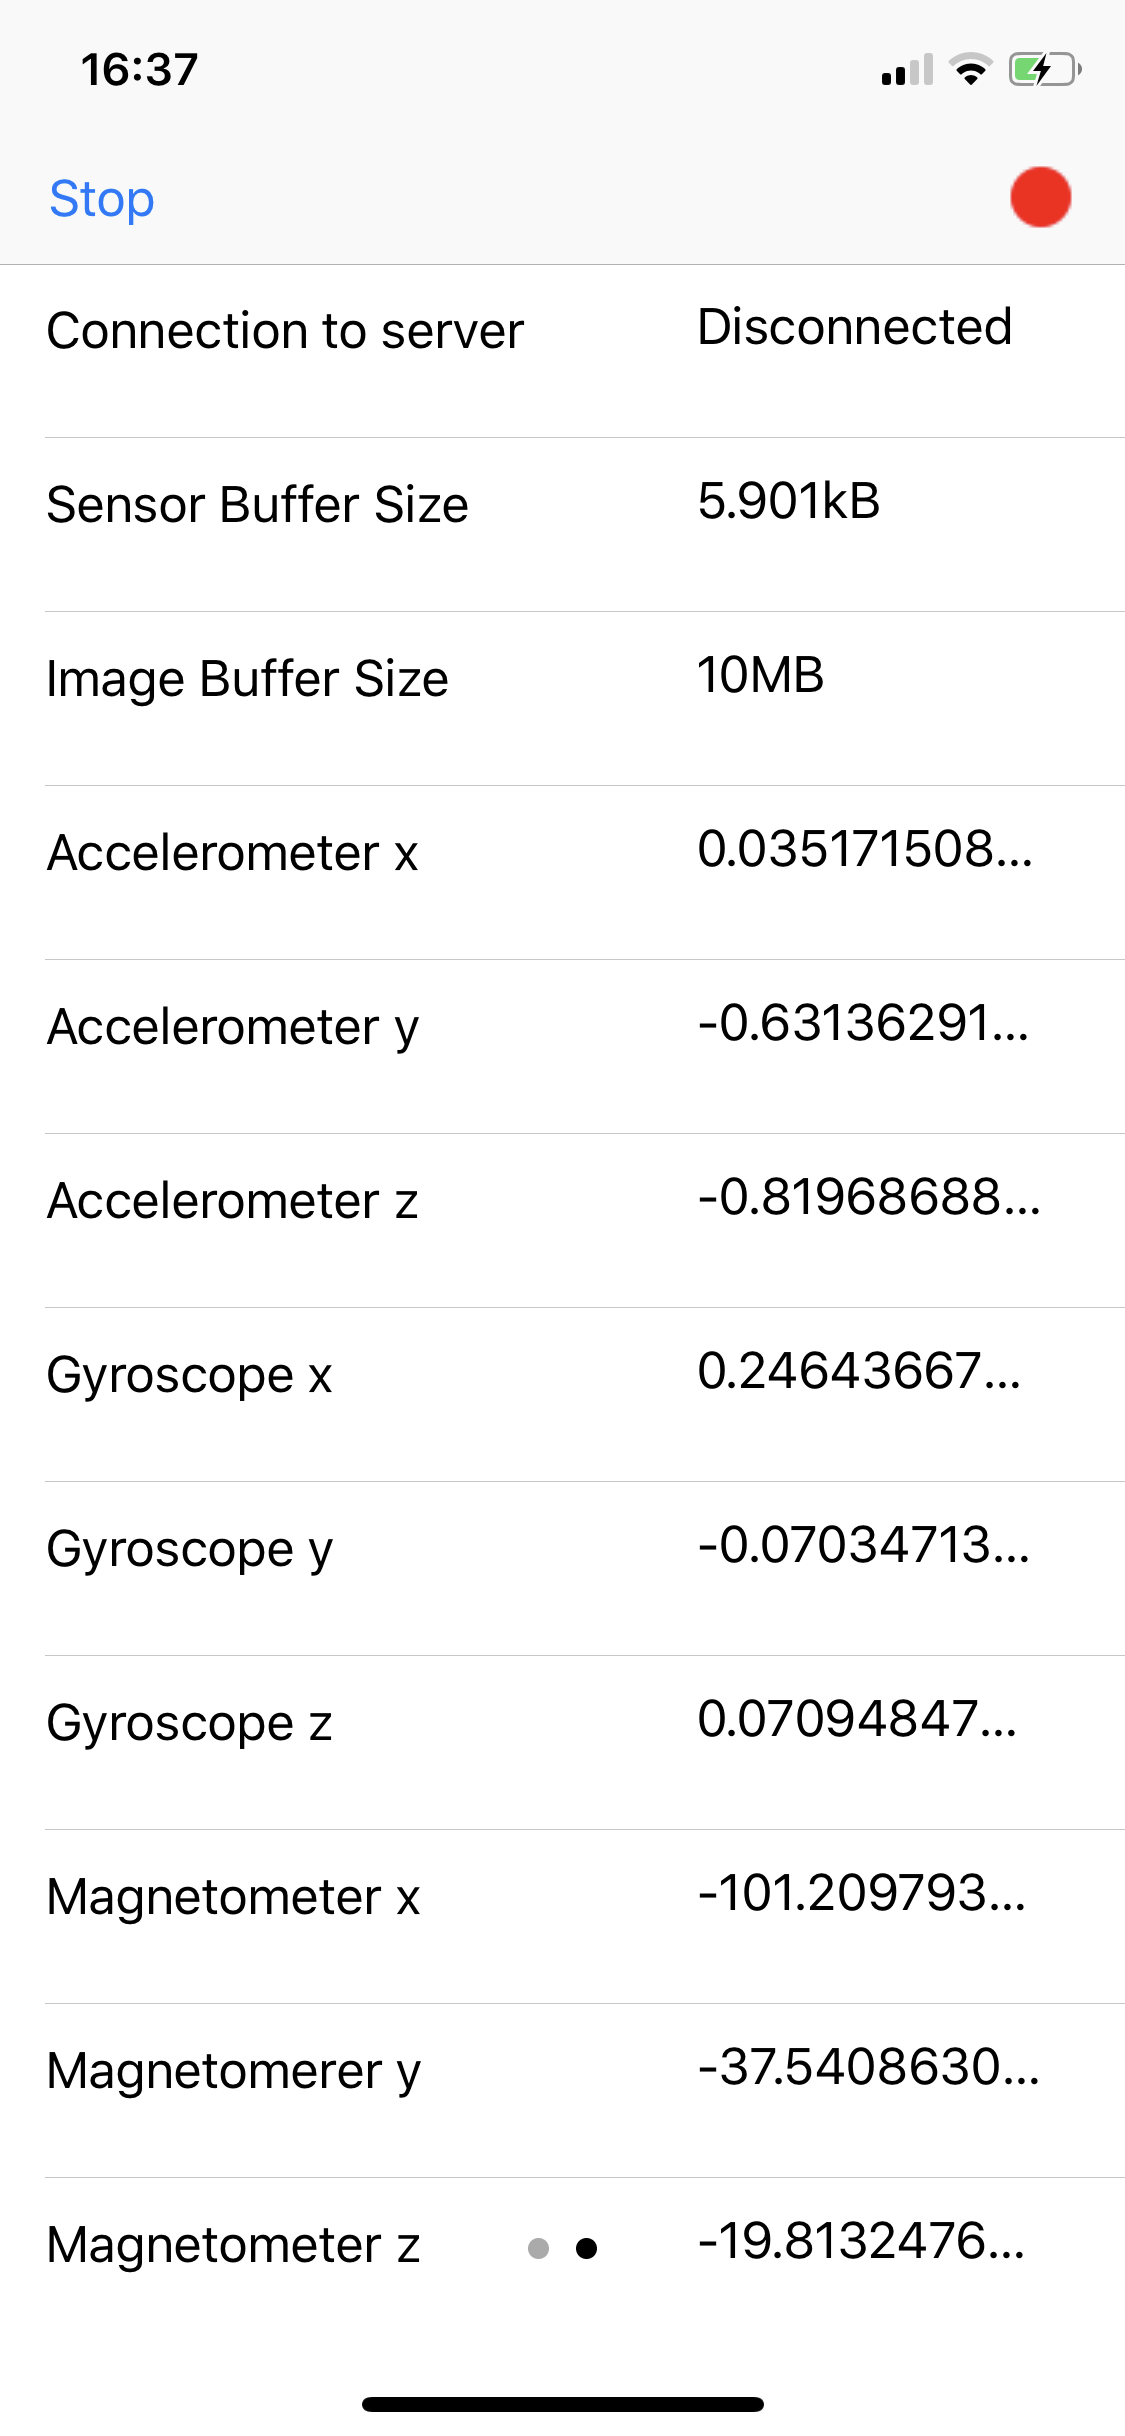 16:37
Stop
Connection to server Disconnected
Sensor Buffer Size 5.901kB
Image Buffer Size 10MB
Accelerometer x 0.035171508...
Accelerometer y -0.63136291...
Accelerometer z -0.81968688...
Gyroscope x 0.24643667...
Gyroscope y -0.07034713...
Gyroscope z 0.07094847...
Magnetometer x -101.209793...
Magnetomerer y -37.5408630...
Magnetometer z -19.8132476...